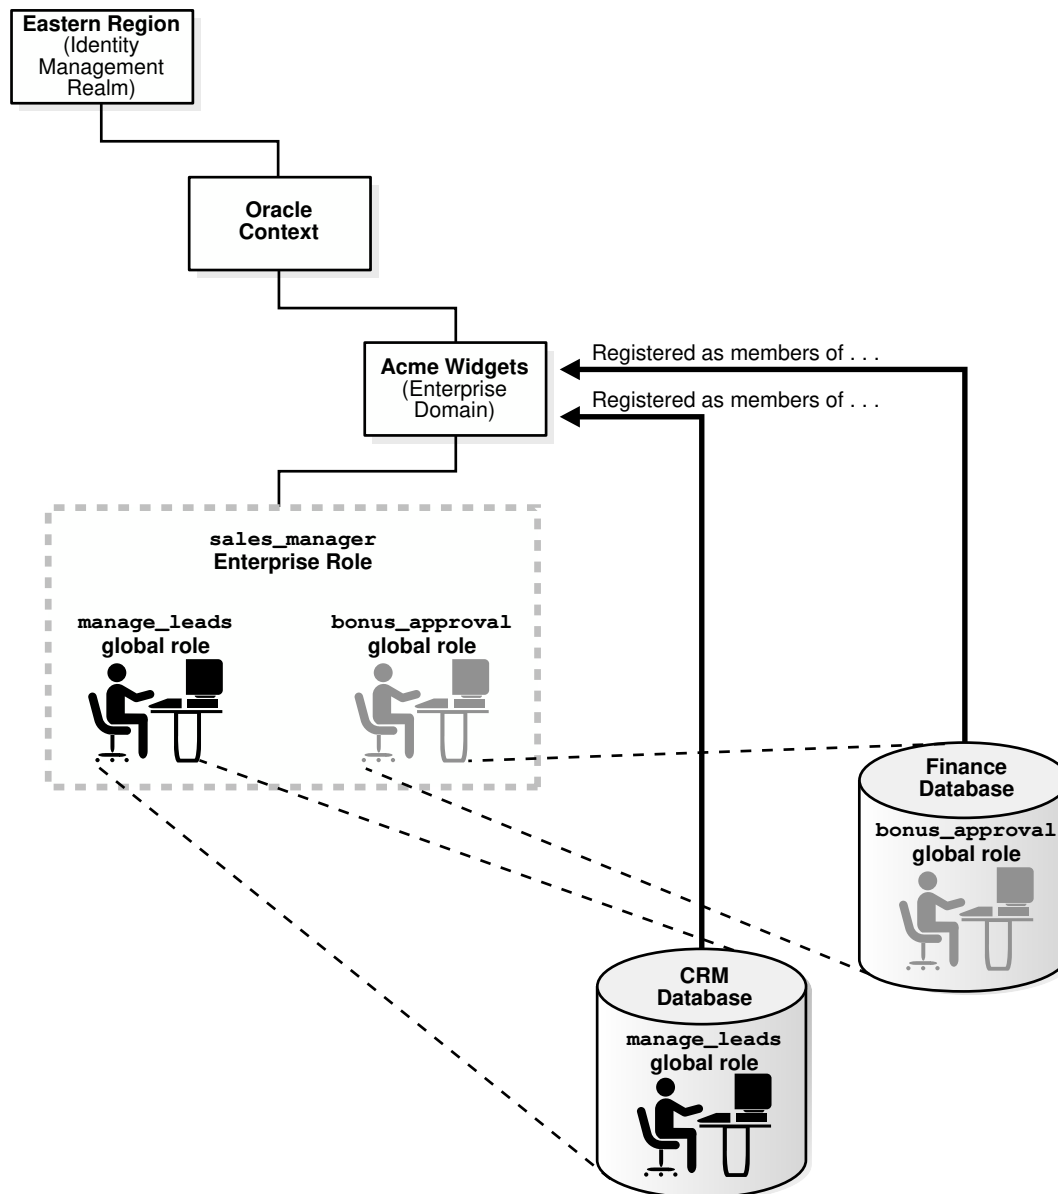 Eastern Region
(Identity
Management
Realm)
Oracle
Context
Acme Widgets
(Enterprise
Domain)
Registered as members of . . .
Registered as members of . . .
sales_manager
Enterprise Role
manage_leads
global role
bonus_approval
global role
Finance
Database
bonus_approval
global role
CRM
Database
manage_leads
global role